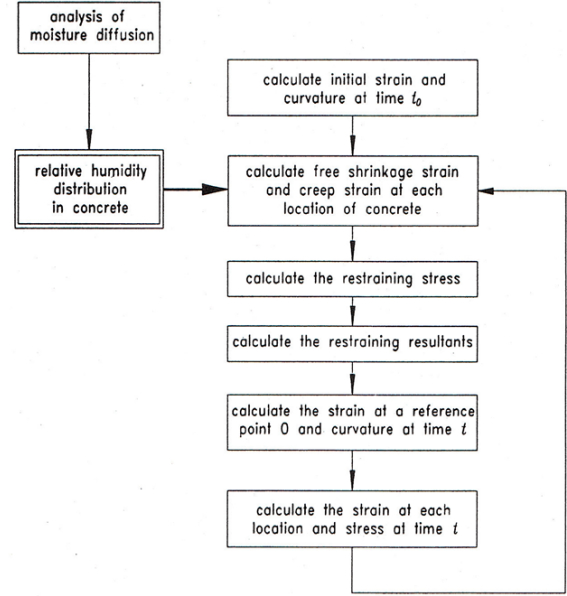 analysis of
moisture diffusion
calculate initial strain and
curvature at time t₀
relative humidity
distribution
in concrete
calculate free shrinkage strain
and creep strain at each
location of concrete
calculate the restraining stress
calculate the restraining resultants
calculate the strain at a reference
point O and curvature at time t
calculate the strain at each
location and stress at time t